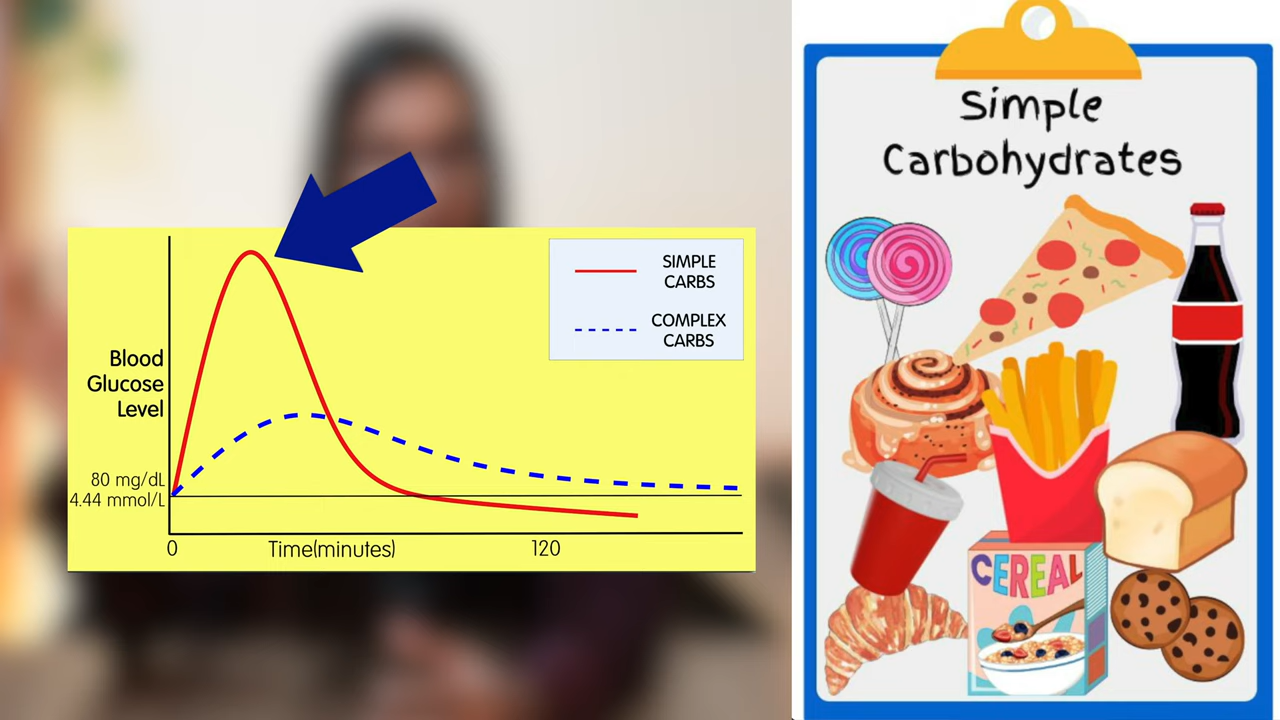 SIMPLE
CARBS
COMPLEX
CARBS
Blood
Glucose
Level
80 mg/dL
4.44 mmol/L
0
Time(minutes)
120
Simple
Carbohydrates
CEREAL